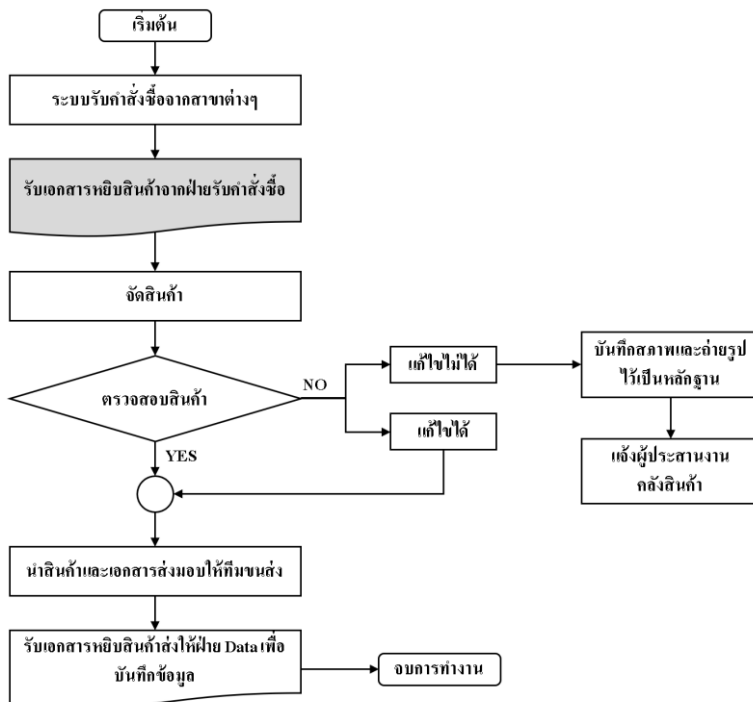 เริ่มต้น
ระบบรับคำสั่งซื้อจากสาขาต่างๆ
รับเอกสารหยิบสินค้าจากฝ่ายรับคำสั่งซื้อ
จัดสินค้า
ตรวจสอบสินค้า
NO
แก้ไขไม่ได้
บันทึกสภาพและถ่ายรูป
ไว้เป็นหลักฐาน
แก้ไขได้
แจ้งผู้ประสานงาน
คลังสินค้า
YES
นำสินค้าและเอกสารส่งมอบให้ทีมขนส่ง
รับเอกสารหยิบสินค้าส่งให้ฝ่าย Data เพื่อ
บันทึกข้อมูล
จบการทำงาน